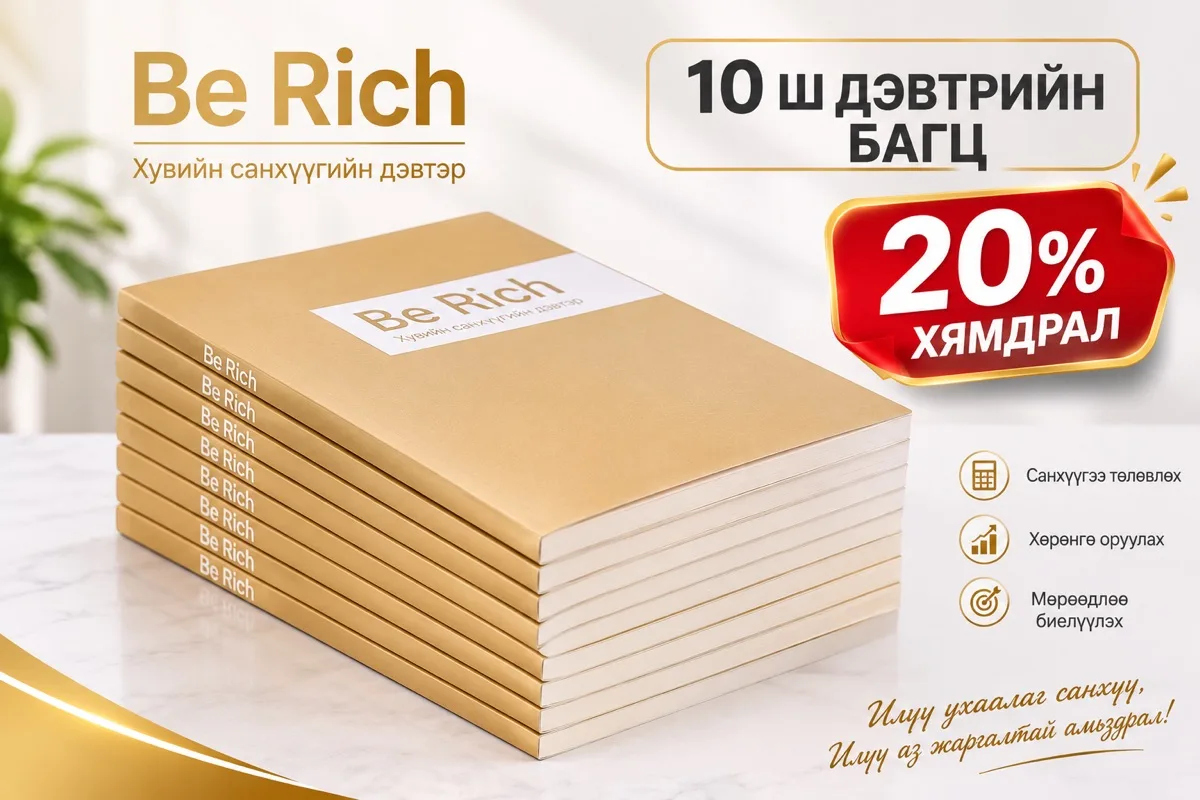 Be Rich
Хувийн санхүүгийн дэвтэр
10 Ш ДЭВТРИЙН
БАГЦ
20%
ХЯМДРАЛ
Be Rich
Хувийн санхүүгийн дэвтэр
Be Rich
Be Rich
Be Rich
Be Rich
Be Rich
Be Rich
Be Rich
Be Rich
Санхүүгээ төлөвлөх
Хөрөнгө оруулах
Мөрөөдлөө
биелүүлэх
Илүү ухаалаг санхүү,
Илүү аз жаргалтай амьздрал!